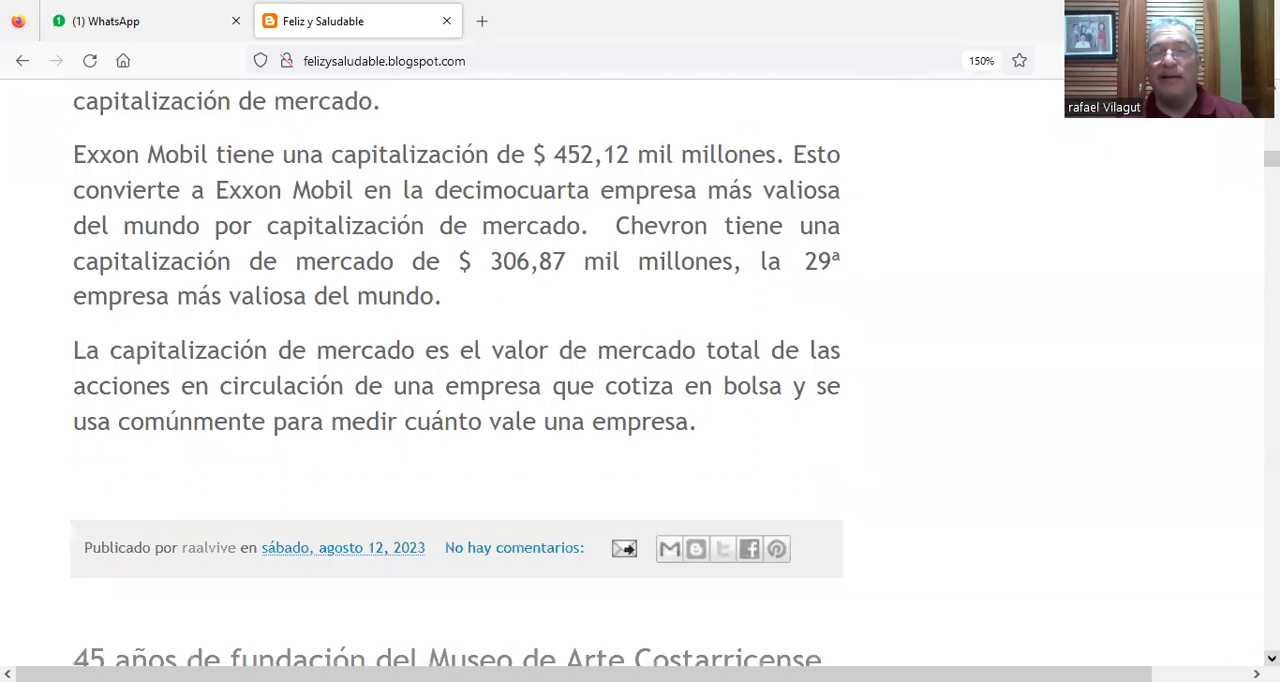 1 (1) WhatsApp
Feliz y Saludable
felizysaludable.blogspot.com
150%
rafael Vilagut
capitalización de mercado.
Exxon Mobil tiene una capitalización de $ 452,12 mil millones. Esto
convierte a Exxon Mobil en la decimocuarta empresa más valiosa
del mundo por capitalización de mercado. Chevron tiene una
capitalización de mercado de $ 306,87 mil millones, la 29ª
empresa más valiosa del mundo.
La capitalización de mercado es el valor de mercado total de las
acciones en circulación de una empresa que cotiza en bolsa y se
usa comúnmente para medir cuánto vale una empresa.
Publicado por raalvive en sábado, agosto 12, 2023 No hay comentarios:
45 años de fundación del Museo de Arte Costarricense